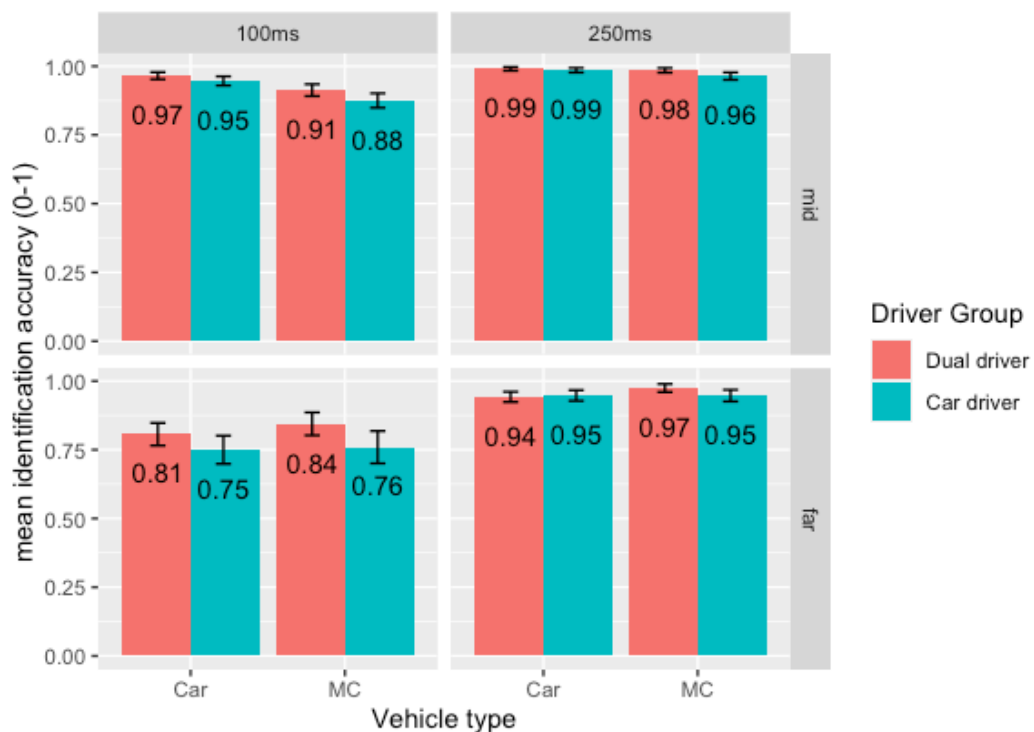 100ms 250ms
mean identification accuracy (0-1)
1.00
0.75
0.50
0.25
0.00
0.97 0.95 0.91 0.88
0.99 0.99 0.98 0.96
mid
1.00
0.75
0.50
0.25
0.00
0.81 0.75 0.84 0.76
0.94 0.95 0.97 0.95
far
Car MC Car MC
Vehicle type
Driver Group
Dual driver
Car driver